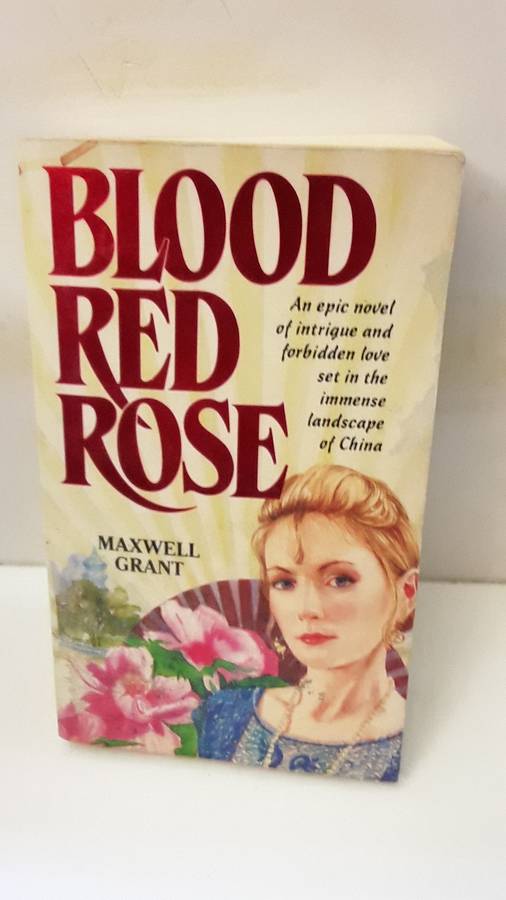 BLOOD
RED
ROSE
An epic novel
of intrigue and
forbidden love
set in the
immense
landscape
of China
MAXWELL
GRANT